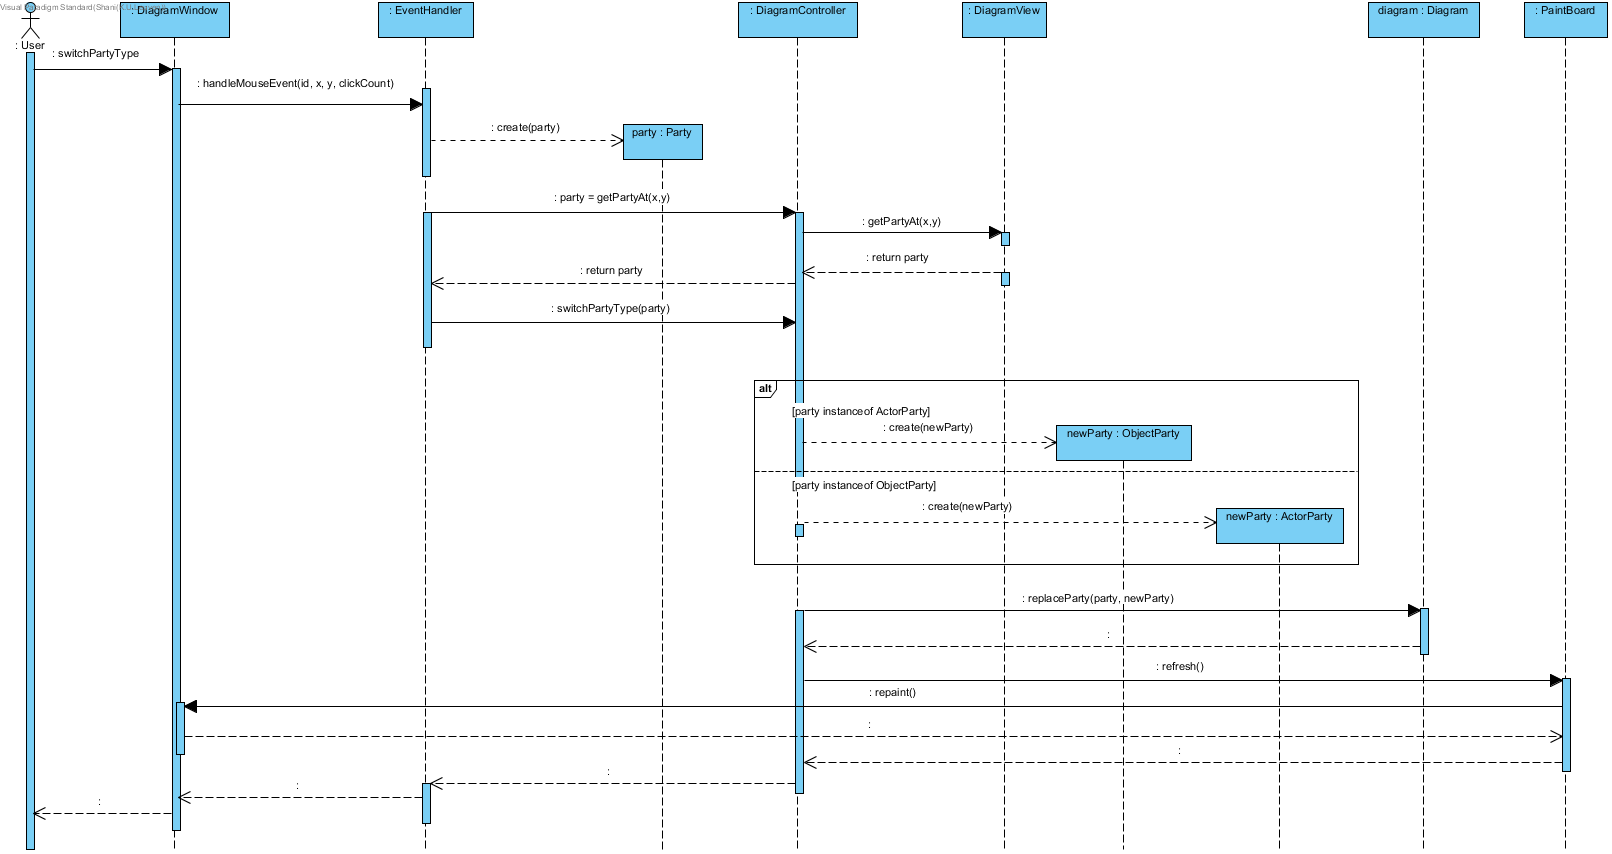 Visual Paradigm Standard(Shani(
: User
: DiagramWindow
: EventHandler
: DiagramController
: DiagramView
diagram : Diagram
: PaintBoard
: switchPartyType
: handleMouseEvent(id, x, y, clickCount)
: create(party)
party : Party
: party = getPartyAt(x,y)
: getPartyAt(x,y)
: return party
: return party
: switchPartyType(party)
alt
[party instanceof ActorParty]
: create(newParty)
newParty : ObjectParty
[party instanceof ObjectParty]
: create(newParty)
newParty : ActorParty
: replaceParty(party, newParty)
:
: refresh()
: repaint()
:
:
:
:
: